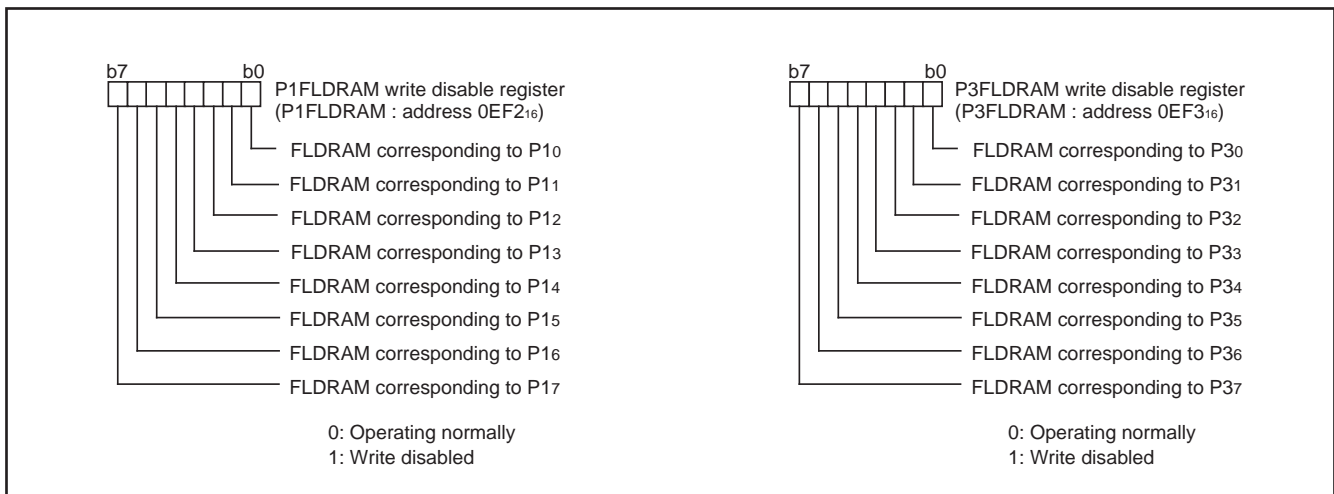 b7 b0
P1FLDRAM write disable register
(P1FLDRAM : address 0EF2₁₆)
FLDRAM corresponding to P1₀
FLDRAM corresponding to P1₁
FLDRAM corresponding to P1₂
FLDRAM corresponding to P1₃
FLDRAM corresponding to P1₄
FLDRAM corresponding to P1₅
FLDRAM corresponding to P1₆
FLDRAM corresponding to P1₇
0: Operating normally
1: Write disabled
b7 b0
P3FLDRAM write disable register
(P3FLDRAM : address 0EF3₁₆)
FLDRAM corresponding to P3₀
FLDRAM corresponding to P3₁
FLDRAM corresponding to P3₂
FLDRAM corresponding to P3₃
FLDRAM corresponding to P3₄
FLDRAM corresponding to P3₅
FLDRAM corresponding to P3₆
FLDRAM corresponding to P3₇
0: Operating normally
1: Write disabled